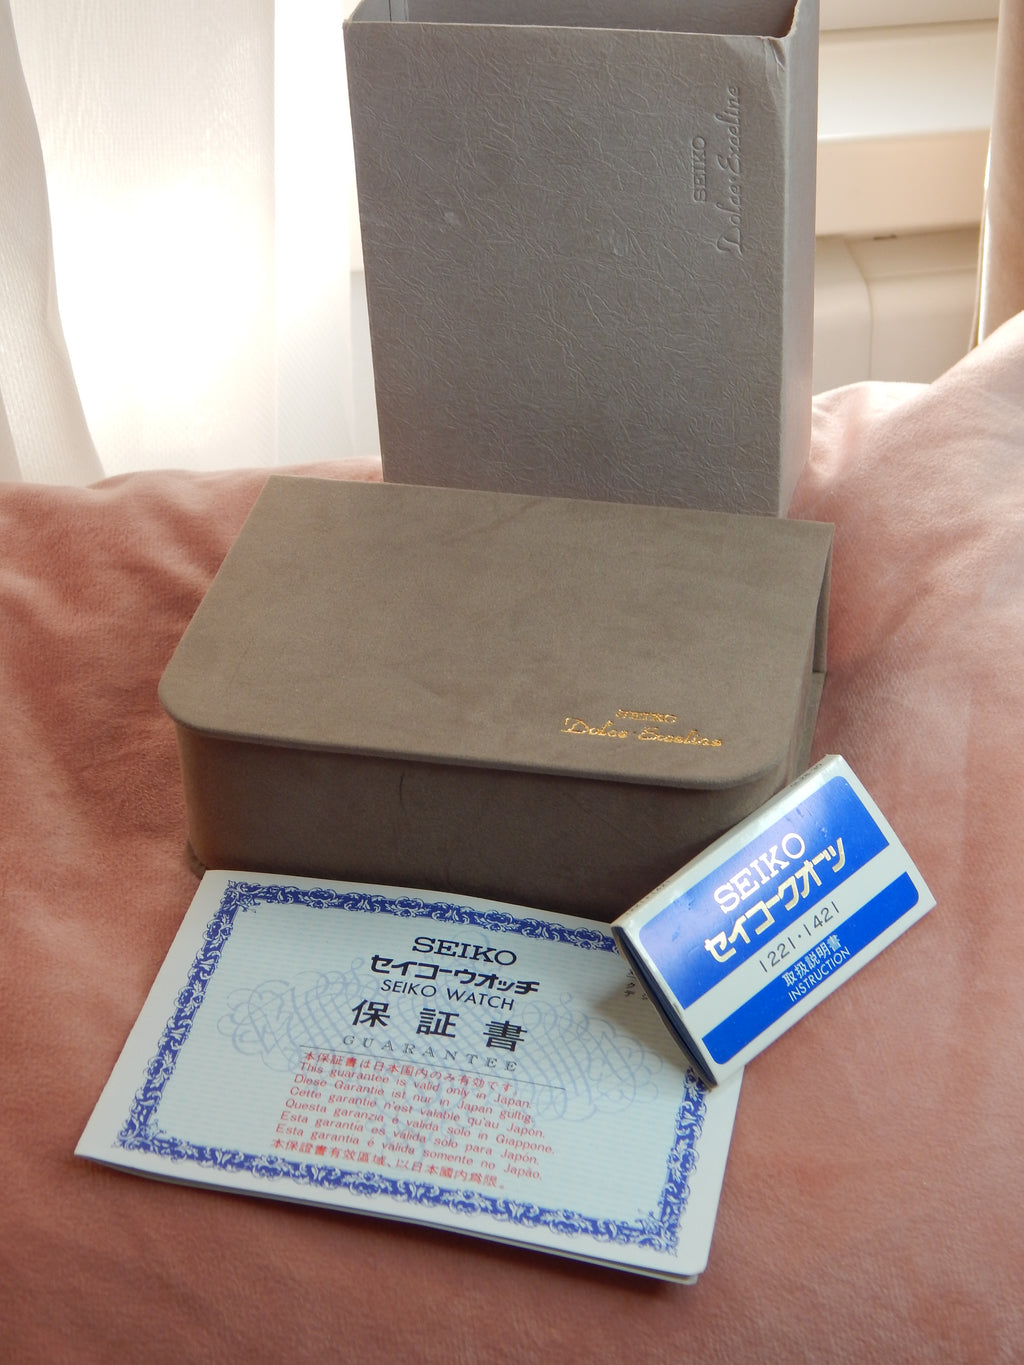 SEIKO
Dolce·Exceline
SEIKO
Dolce·Exceline
SEIKO
セイコークオーツ
1221·1421
取扱説明書
INSTRUCTION
SEIKO
セイコーウオッチ
SEIKO WATCH
保証書
GUARANTEE
本保証書は日本国内のみ有効です。
This guarantee is valid only in Japan.
Diese Garantie ist nur in Japan gültig.
Cette garantie n'est valable qu'au Japon.
Questa garanzia è valida solo in Giappone.
Esta garantia es válida solo para Japón.
Esta garantia é válida somente no Japão.
本保證書有效區域、以日本國内爲限。